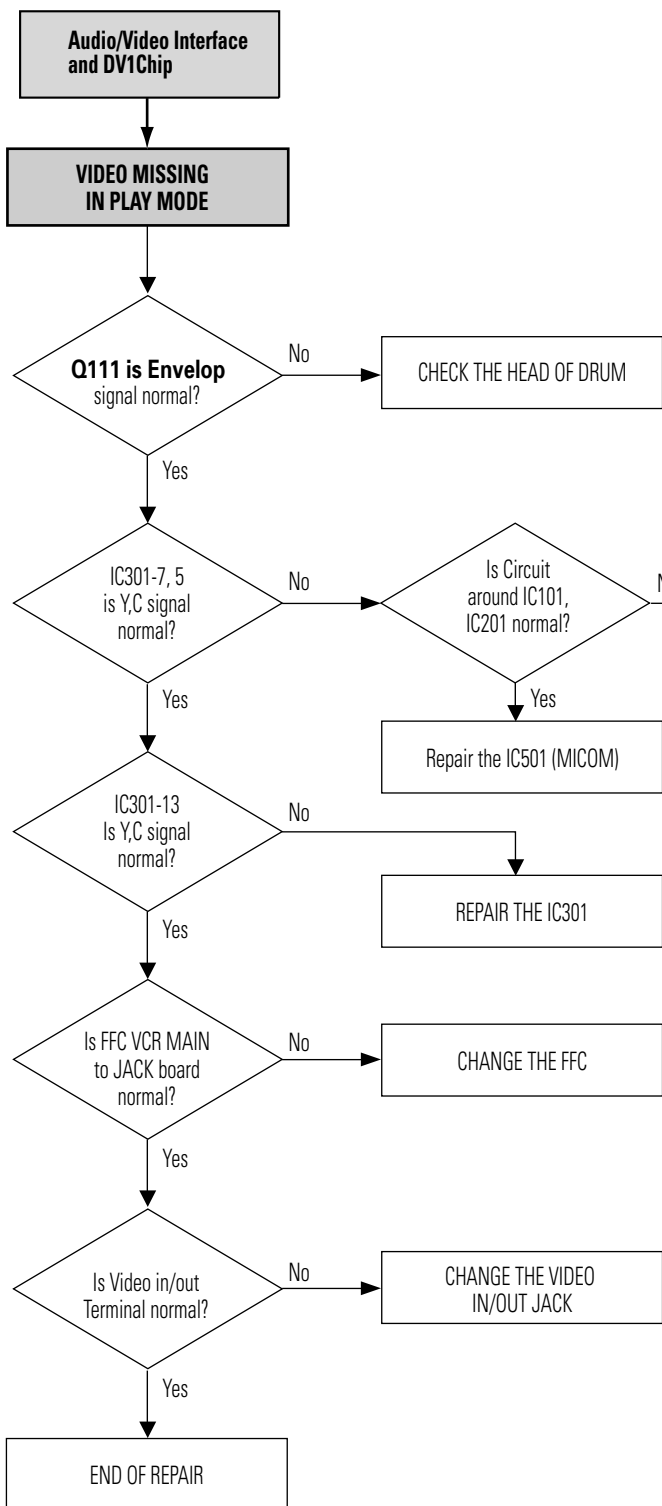 Audio/Video Interface
and DV1Chip
VIDEO MISSING
IN PLAY MODE
Q111 is Envelop
signal normal?
No
CHECK THE HEAD OF DRUM
Yes
IC301-7, 5
is Y,C signal
normal?
No
Is Circuit
around IC101,
IC201 normal?
Yes
Yes
Repair the IC501 (MICOM)
IC301-13
Is Y,C signal
normal?
No
REPAIR THE IC301
Yes
Is FFC VCR MAIN
to JACK board
normal?
No
CHANGE THE FFC
Yes
Is Video in/out
Terminal normal?
No
CHANGE THE VIDEO
IN/OUT JACK
Yes
END OF REPAIR